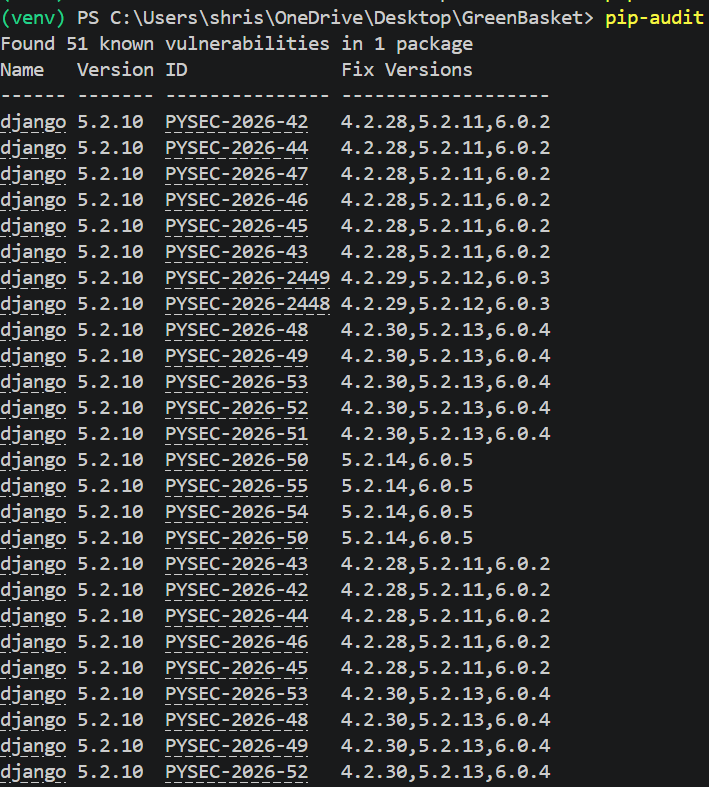 (venv) PS C:\Users\shris\OneDrive\Desktop\GreenBasket> pip-audit
Found 51 known vulnerabilities in 1 package
Name   Version ID              Fix Versions
------ ------- --------------- -------------------
django 5.2.10  PYSEC-2026-42   4.2.28,5.2.11,6.0.2
django 5.2.10  PYSEC-2026-44   4.2.28,5.2.11,6.0.2
django 5.2.10  PYSEC-2026-47   4.2.28,5.2.11,6.0.2
django 5.2.10  PYSEC-2026-46   4.2.28,5.2.11,6.0.2
django 5.2.10  PYSEC-2026-45   4.2.28,5.2.11,6.0.2
django 5.2.10  PYSEC-2026-43   4.2.28,5.2.11,6.0.2
django 5.2.10  PYSEC-2026-2449 4.2.29,5.2.12,6.0.3
django 5.2.10  PYSEC-2026-2448 4.2.29,5.2.12,6.0.3
django 5.2.10  PYSEC-2026-48   4.2.30,5.2.13,6.0.4
django 5.2.10  PYSEC-2026-49   4.2.30,5.2.13,6.0.4
django 5.2.10  PYSEC-2026-53   4.2.30,5.2.13,6.0.4
django 5.2.10  PYSEC-2026-52   4.2.30,5.2.13,6.0.4
django 5.2.10  PYSEC-2026-51   4.2.30,5.2.13,6.0.4
django 5.2.10  PYSEC-2026-50   5.2.14,6.0.5
django 5.2.10  PYSEC-2026-55   5.2.14,6.0.5
django 5.2.10  PYSEC-2026-54   5.2.14,6.0.5
django 5.2.10  PYSEC-2026-50   5.2.14,6.0.5
django 5.2.10  PYSEC-2026-43   4.2.28,5.2.11,6.0.2
django 5.2.10  PYSEC-2026-42   4.2.28,5.2.11,6.0.2
django 5.2.10  PYSEC-2026-44   4.2.28,5.2.11,6.0.2
django 5.2.10  PYSEC-2026-46   4.2.28,5.2.11,6.0.2
django 5.2.10  PYSEC-2026-45   4.2.28,5.2.11,6.0.2
django 5.2.10  PYSEC-2026-53   4.2.30,5.2.13,6.0.4
django 5.2.10  PYSEC-2026-48   4.2.30,5.2.13,6.0.4
django 5.2.10  PYSEC-2026-49   4.2.30,5.2.13,6.0.4
django 5.2.10  PYSEC-2026-52   4.2.30,5.2.13,6.0.4